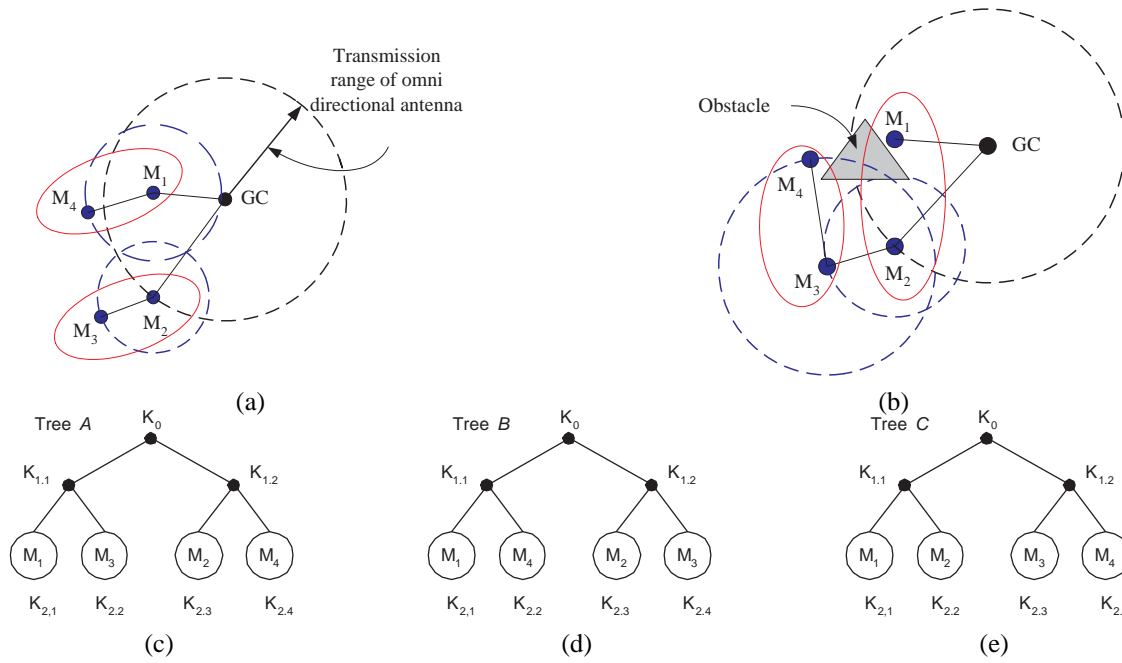 Transmission
range of omni
directional antenna
M1
M4
GC
M3
M2
(a)
Obstacle
M1
GC
M4
M3
M2
(b)
Tree A
K0
K1.1
K1.2
M1 M3 M2 M4
K2,1 K2.2 K2.3 K2.4
(c)
Tree B
K0
K1.1
K1.2
M1 M4 M2 M3
K2,1 K2.2 K2.3 K2.4
(d)
Tree C
K0
K1.1
K1.2
M1 M2 M3 M4
K2,1 K2.2 K2.3 K2.
(e)